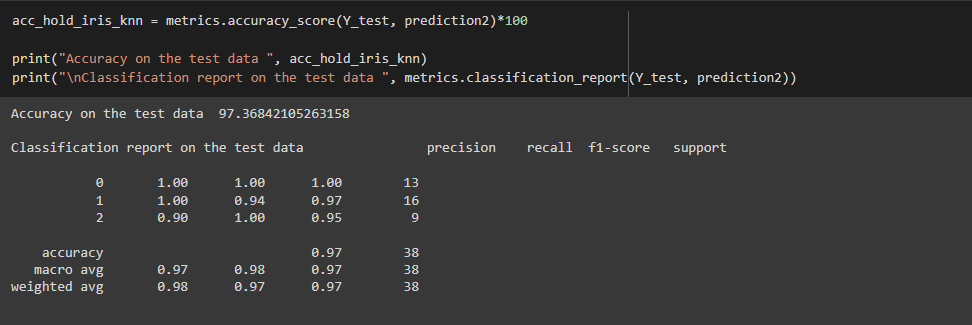 acc_hold_iris_knn = metrics.accuracy_score(Y_test, prediction2)*100
print("Accuracy on the test data ", acc_hold_iris_knn)
print("\nClassification report on the test data ", metrics.classification_report(Y_test, prediction2))
Accuracy on the test data  97.36842105263158
Classification report on the test data                precision    recall  f1-score   support
           0       1.00      1.00      1.00        13
           1       1.00      0.94      0.97        16
           2       0.90      1.00      0.95         9
    accuracy                           0.97        38
   macro avg       0.97      0.98      0.97        38
weighted avg       0.98      0.97      0.97        38